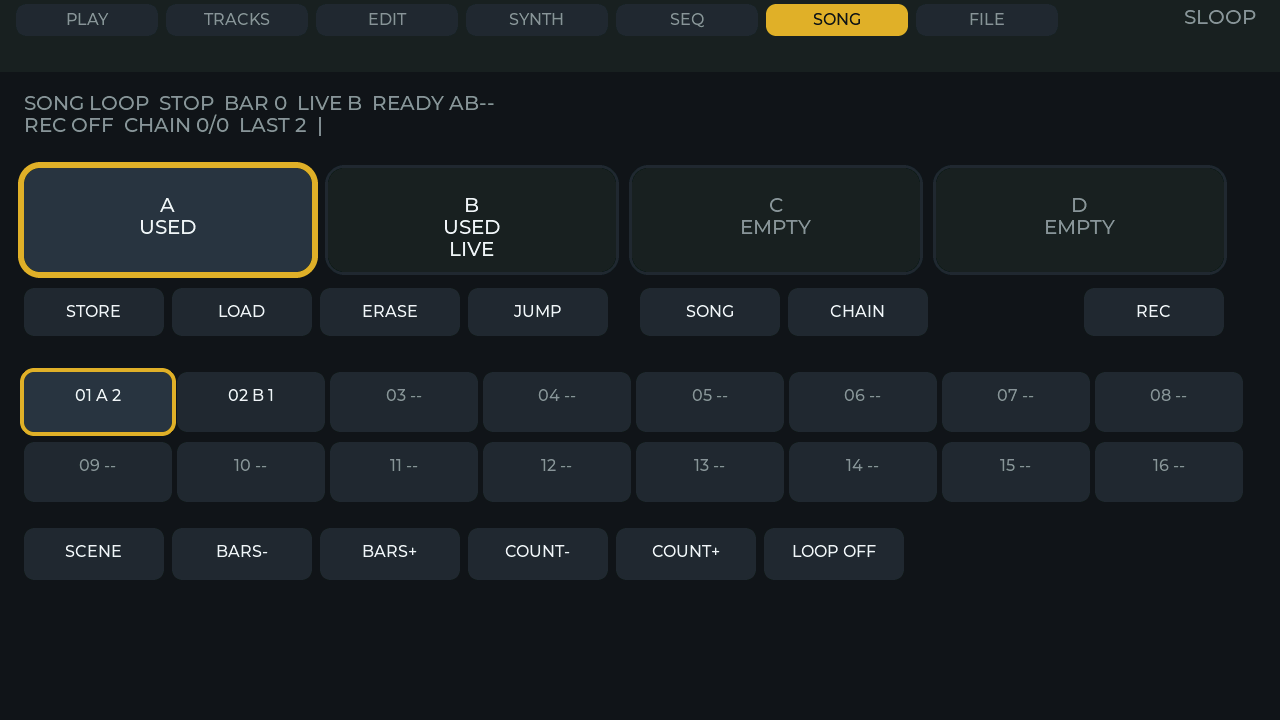 PLAY TRACKS EDIT SYNTH SEQ SONG FILE SLOOP
SONG LOOP STOP BAR 0 LIVE B READY AB--
REC OFF CHAIN 0/0 LAST 2 |
A B C D
USED USED EMPTY EMPTY
LIVE
STORE LOAD ERASE JUMP SONG CHAIN REC
01 A 2 02 B 1 03 -- 04 -- 05 -- 06 -- 07 -- 08 --
09 -- 10 -- 11 -- 12 -- 13 -- 14 -- 15 -- 16 --
SCENE BARS- BARS+ COUNT- COUNT+ LOOP OFF